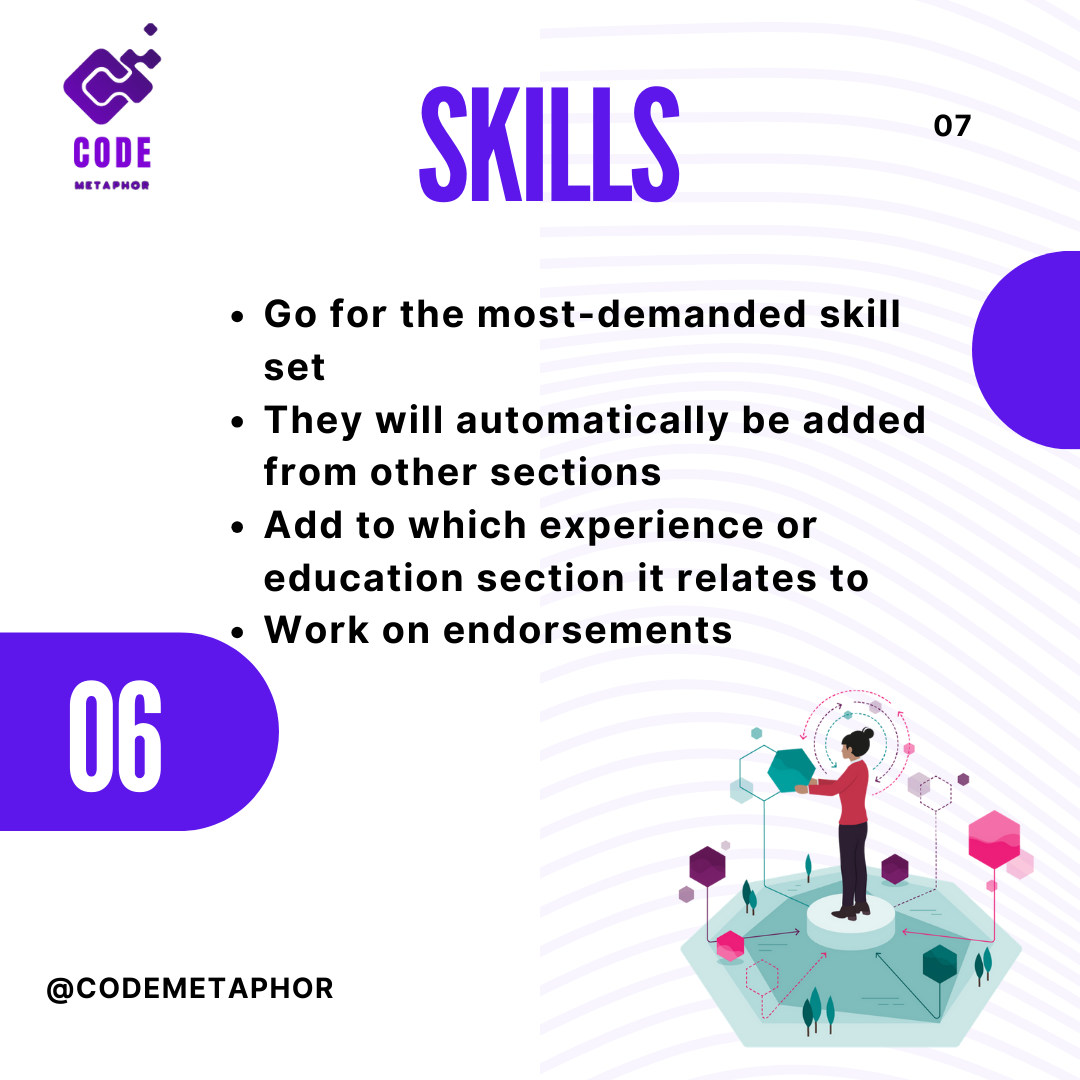 CODE
METAPHOR
SKILLS
07
• Go for the most-demanded skill
set
• They will automatically be added
from other sections
• Add to which experience or
education section it relates to
• Work on endorsements
06
@CODEMETAPHOR